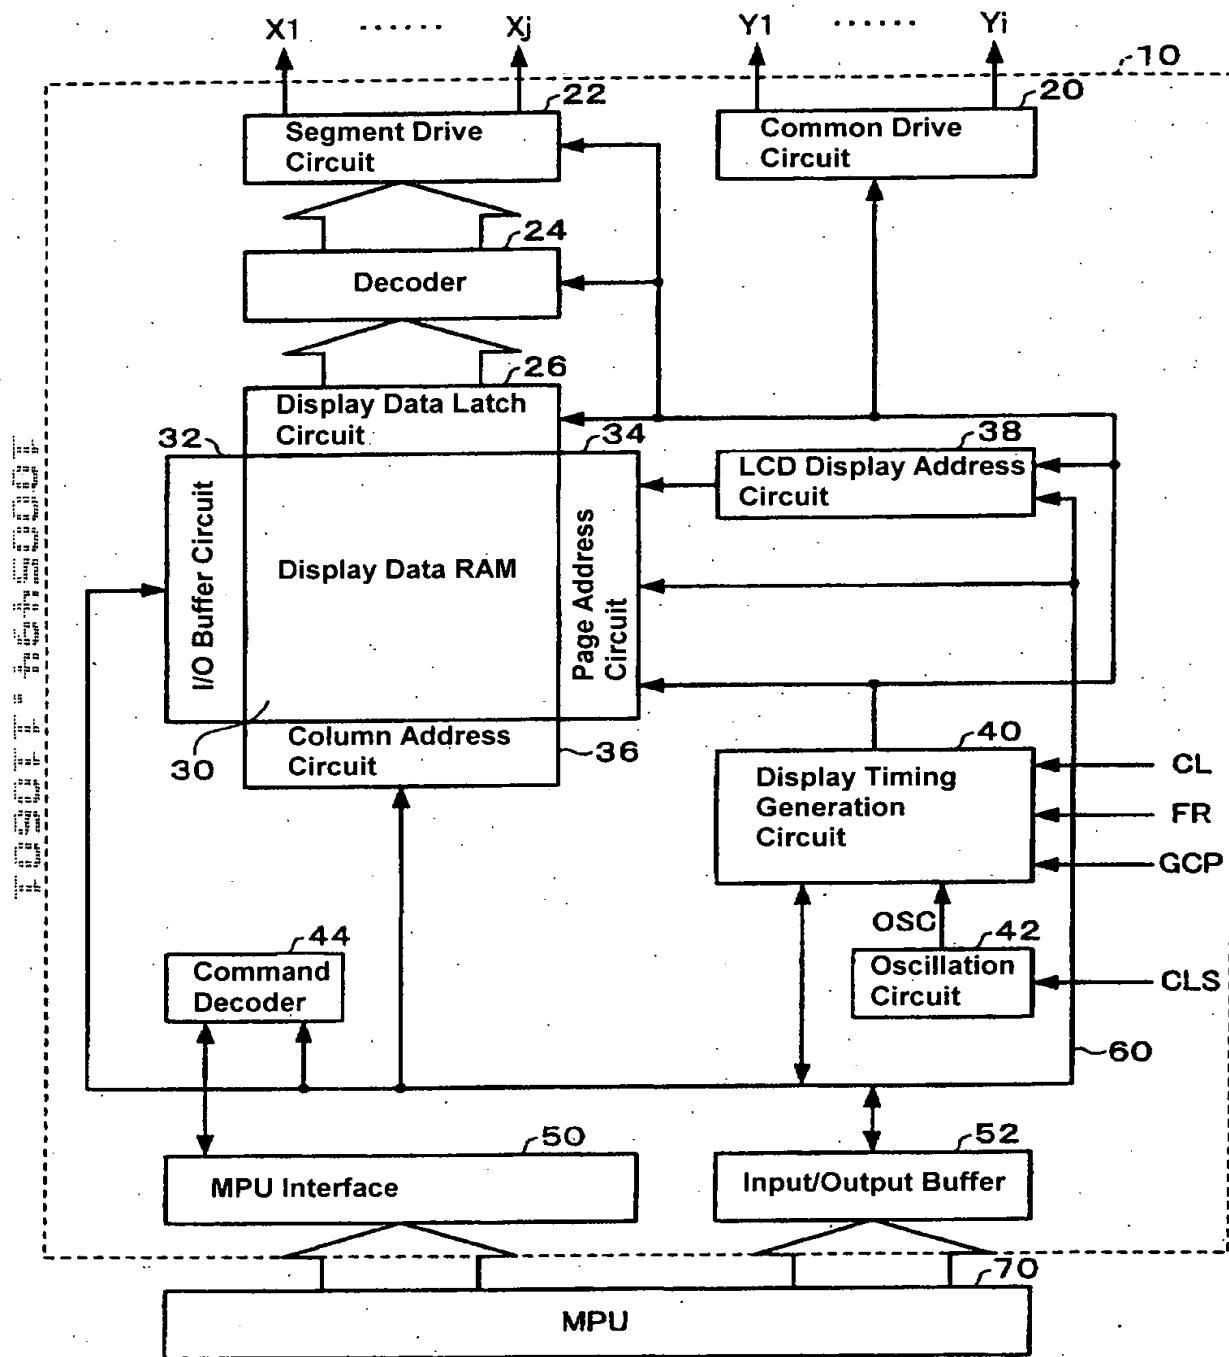 X1 ...... Xj Y1 ...... Yi
10
22
Segment Drive
Circuit
20
Common Drive
Circuit
24
Decoder
26
Display Data Latch
Circuit
32
34
38
LCD Display Address
Circuit
I/O Buffer Circuit
Display Data RAM
Page Address
Circuit
30
Column Address
Circuit
36
40
Display Timing
Generation
Circuit
CL
FR
GCP
OSC
42
Oscillation
Circuit
CLS
44
Command
Decoder
60
50
MPU Interface
52
Input/Output Buffer
70
MPU